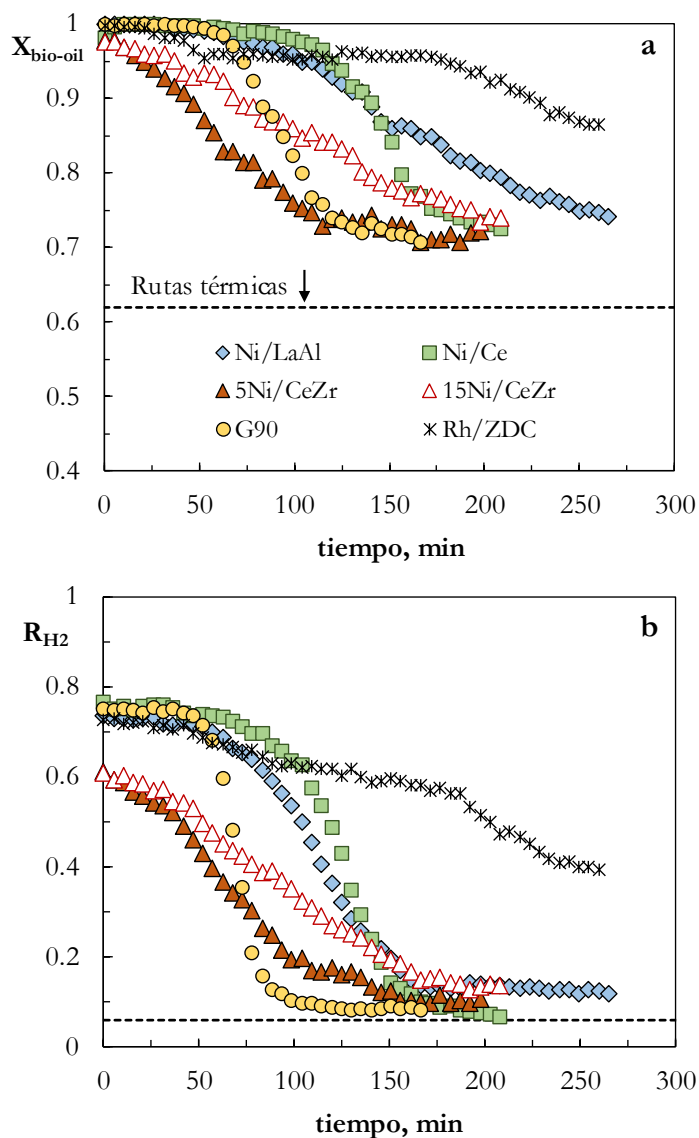 1
X bio-oil
a
0.9
0.8
0.7
Rutas térmicas
0.6
Ni/LaAl Ni/Ce
5Ni/CeZr 15Ni/CeZr
0.5
G90 Rh/ZDC
0.4
0 50 100 150 200 250 300
tiempo, min
1
R H2
b
0.8
0.6
0.4
0.2
0
0 50 100 150 200 250 300
tiempo, min